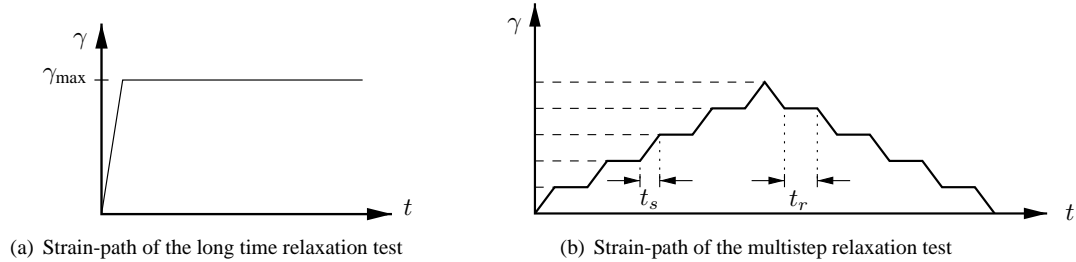 γ
γmax
t
(a) Strain-path of the long time relaxation test
γ
t_s
t_r
t
(b) Strain-path of the multistep relaxation test